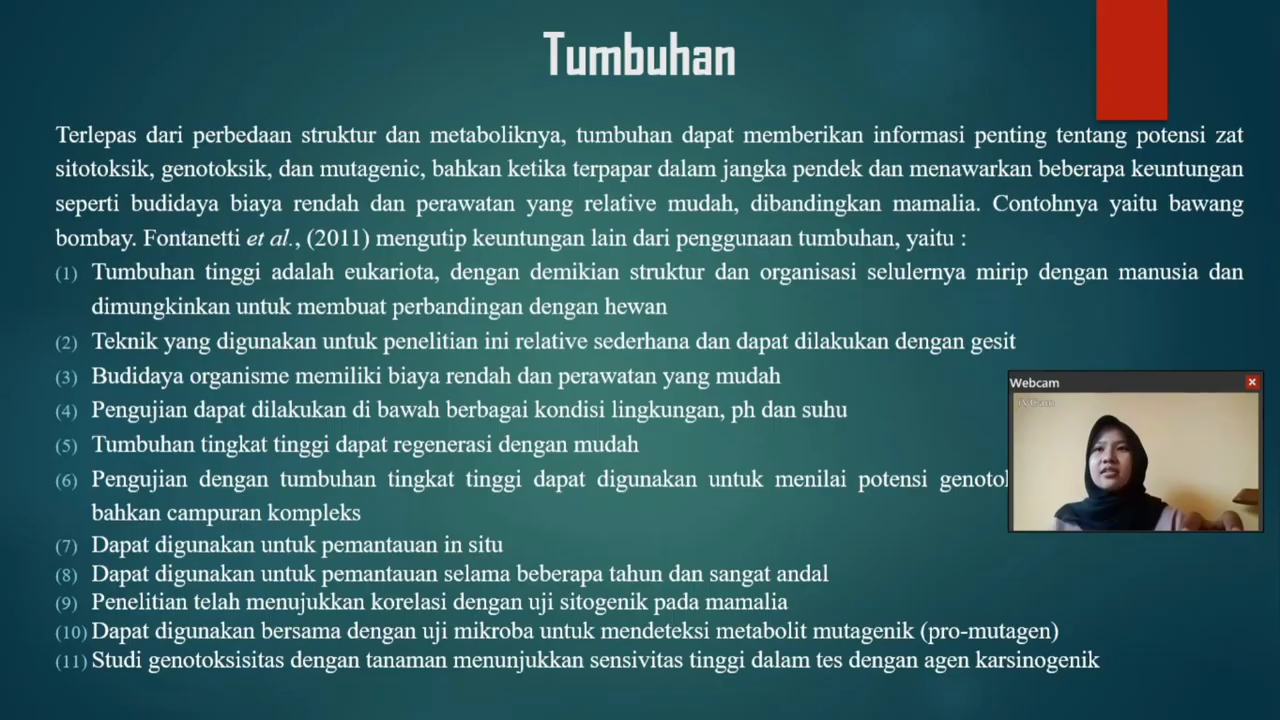 Tumbuhan
Terlepas dari perbedaan struktur dan metaboliknya, tumbuhan dapat memberikan informasi penting tentang potensi zat
sitotoksik, genotoksik, dan mutagenic, bahkan ketika terpapar dalam jangka pendek dan menawarkan beberapa keuntungan
seperti budidaya biaya rendah dan perawatan yang relative mudah, dibandingkan mamalia. Contohnya yaitu bawang
bombay. Fontanetti et al., (2011) mengutip keuntungan lain dari penggunaan tumbuhan, yaitu :
(1) Tumbuhan tinggi adalah eukariota, dengan demikian struktur dan organisasi selulernya mirip dengan manusia dan
dimungkinkan untuk membuat perbandingan dengan hewan
(2) Teknik yang digunakan untuk penelitian ini relative sederhana dan dapat dilakukan dengan gesit
(3) Budidaya organisme memiliki biaya rendah dan perawatan yang mudah
(4) Pengujian dapat dilakukan di bawah berbagai kondisi lingkungan, ph dan suhu
(5) Tumbuhan tingkat tinggi dapat regenerasi dengan mudah
(6) Pengujian dengan tumbuhan tingkat tinggi dapat digunakan untuk menilai potensi
bahkan campuran kompleks
(7) Dapat digunakan untuk pemantauan in situ
(8) Dapat digunakan untuk pemantauan selama beberapa tahun dan sangat andal
(9) Penelitian telah menujukkan korelasi dengan uji sitogenik pada mamalia
(10) Dapat digunakan bersama dengan uji mikroba untuk mendeteksi metabolit mutagenik (pro-mutagen)
(11) Studi genotoksisitas dengan tanaman menunjukkan sensivitas tinggi dalam tes dengan agen karsinogenik
Webcam